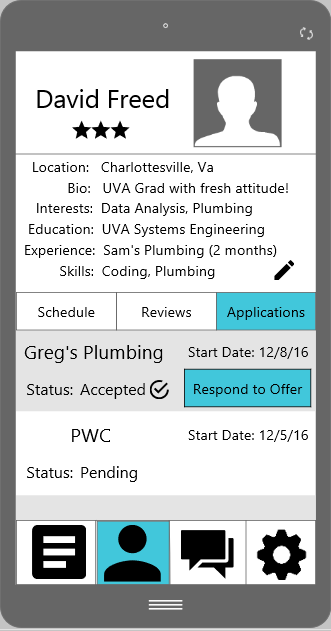 David Freed
Location: Charlottesville, Va
Bio: UVA Grad with fresh attitude!
Interests: Data Analysis, Plumbing
Education: UVA Systems Engineering
Experience: Sam's Plumbing (2 months)
Skills: Coding, Plumbing
Schedule Reviews Applications
Greg's Plumbing Start Date: 12/8/16
Status: Accepted Respond to Offer
PWC Start Date: 12/5/16
Status: Pending